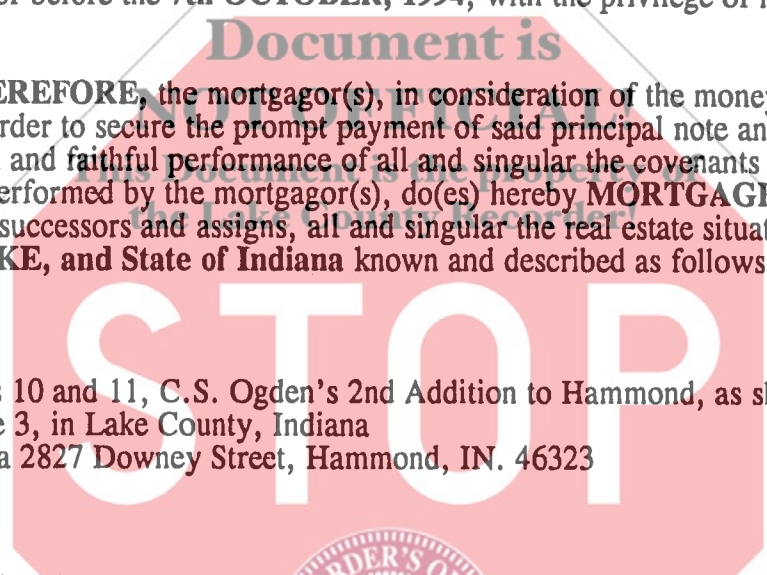 or before the 7th OCTOBER, 1994, with the privilege of
Document is
EREFORE, the mortgagor(s), in consideration of the money
NOT OFFICIAL
rder to secure the prompt payment of said principal note an
and faithful performance of all and singular the covenants
This Document is the property of
erformed by the mortgagor(s), do(es) hereby MORTGAGE
the Lake County Recorder!
successors and assigns, all and singular the real estate situat
KE, and State of Indiana known and described as follows
STOP
s 10 and 11, C.S. Ogden's 2nd Addition to Hammond, as sh
e 3, in Lake County, Indiana
a 2827 Downey Street, Hammond, IN. 46323
RDER'S O